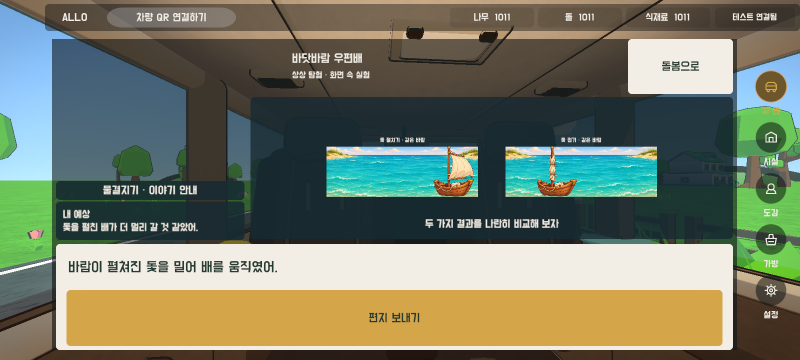 ALLO
차량 QR 연결하기
나무 1011
돌 1011
식재료 1011
테스트 연결됨
바닷바람 우편배
상상 탐험 · 화면 속 실험
돌봄으로
돛 펼치기 · 같은 바람
돛 접기 · 같은 바람
물결지기 · 이야기 안내
내 예상
돛을 펼친 배가 더 멀리 갈 것 같았어.
두 가지 결과를 나란히 비교해 보자
바람이 펼쳐진 돛을 밀어 배를 움직였어.
편지 보내기
시설
도감
가방
설정